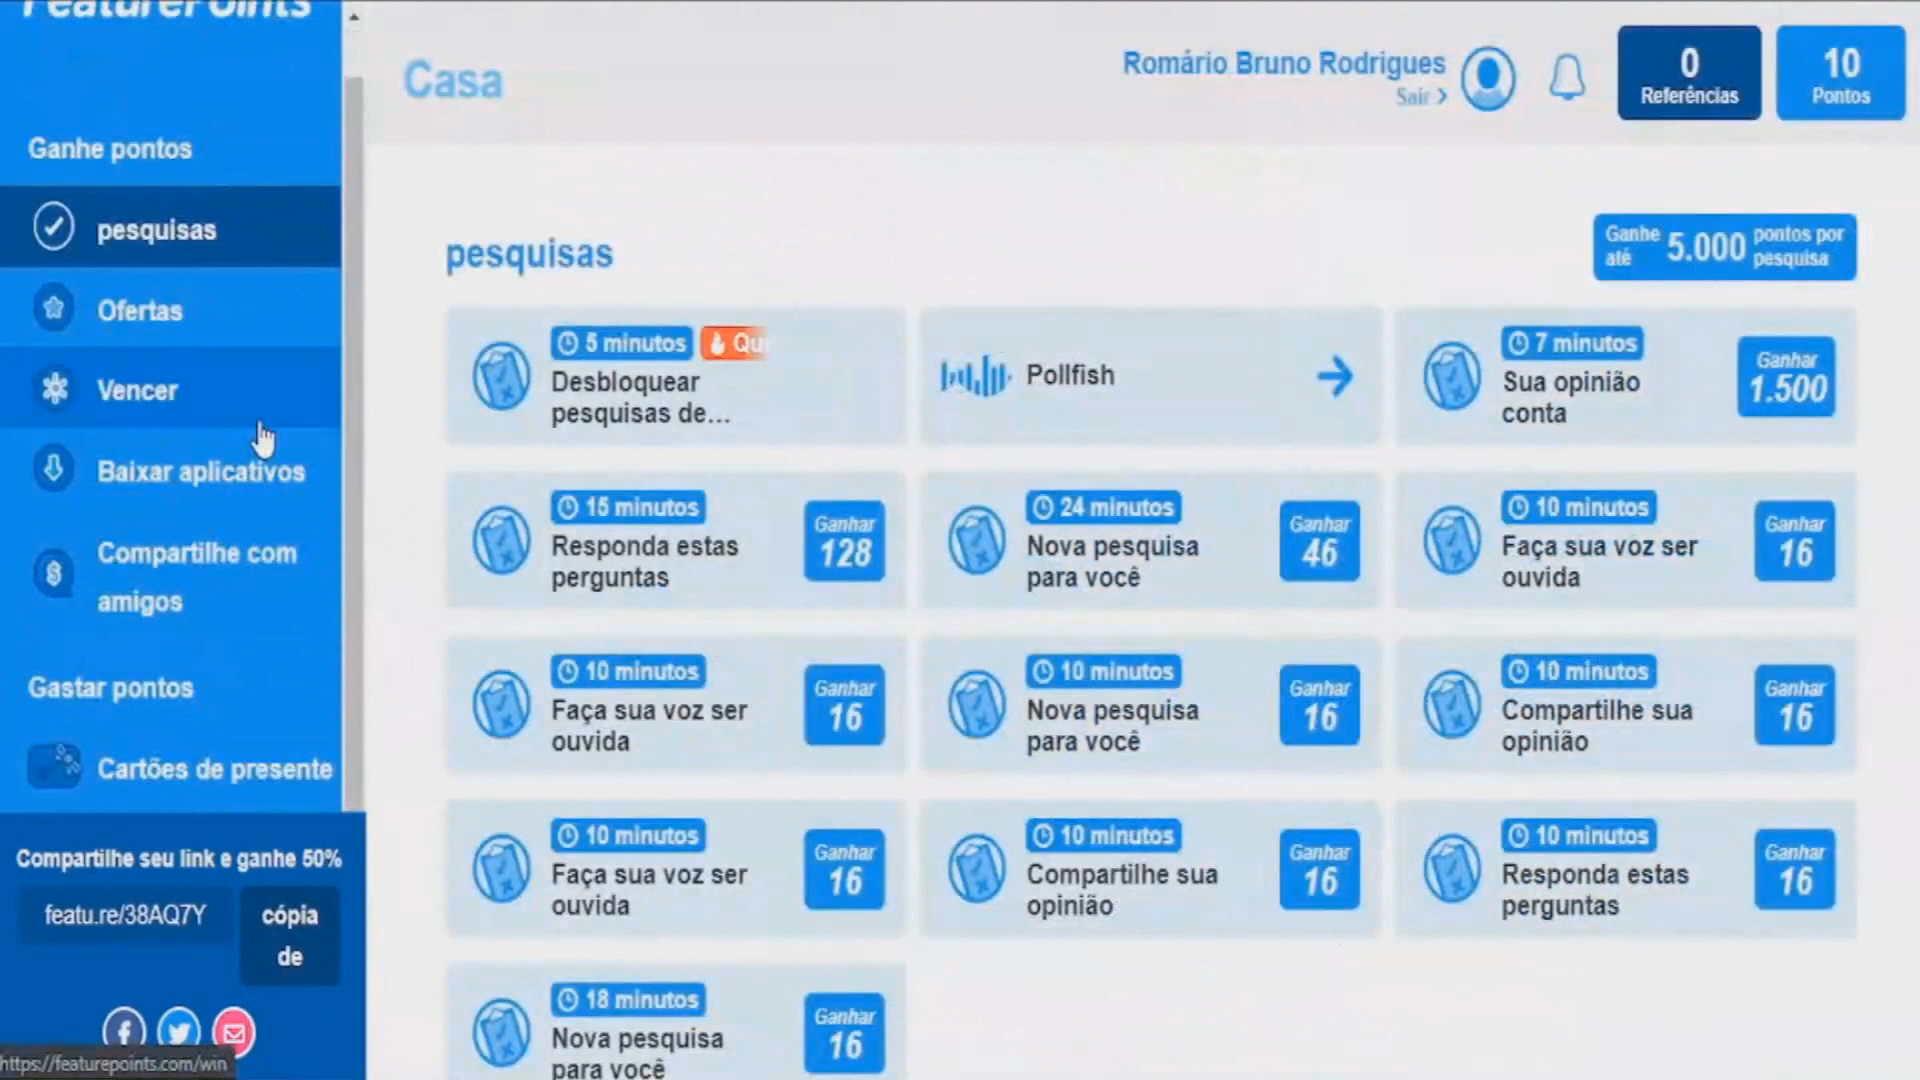 FeaturePoints
Casa
Romário Bruno Rodrigues
Sair
0
Referências
10
Pontos
Ganhe pontos
pesquisas
Ofertas
Vencer
Baixar aplicativos
Compartilhe com
amigos
Gastar pontos
Cartões de presente
Compartilhe seu link e ganhe 50%
featu.re/38AQ7Y
cópia
de
https://featurepoints.com/win
pesquisas
Ganhe
até
5.000
pontos por
pesquisa
5 minutos
Qu
Desbloquear
pesquisas de...
Pollfish
7 minutos
Sua opinião
conta
Ganhar
1.500
15 minutos
Responda estas
perguntas
Ganhar
128
24 minutos
Nova pesquisa
para você
Ganhar
46
10 minutos
Faça sua voz ser
ouvida
Ganhar
16
10 minutos
Faça sua voz ser
ouvida
Ganhar
16
10 minutos
Nova pesquisa
para você
Ganhar
16
10 minutos
Compartilhe sua
opinião
Ganhar
16
10 minutos
Faça sua voz ser
ouvida
Ganhar
16
10 minutos
Compartilhe sua
opinião
Ganhar
16
10 minutos
Responda estas
perguntas
Ganhar
16
18 minutos
Nova pesquisa
para você
Ganhar
16